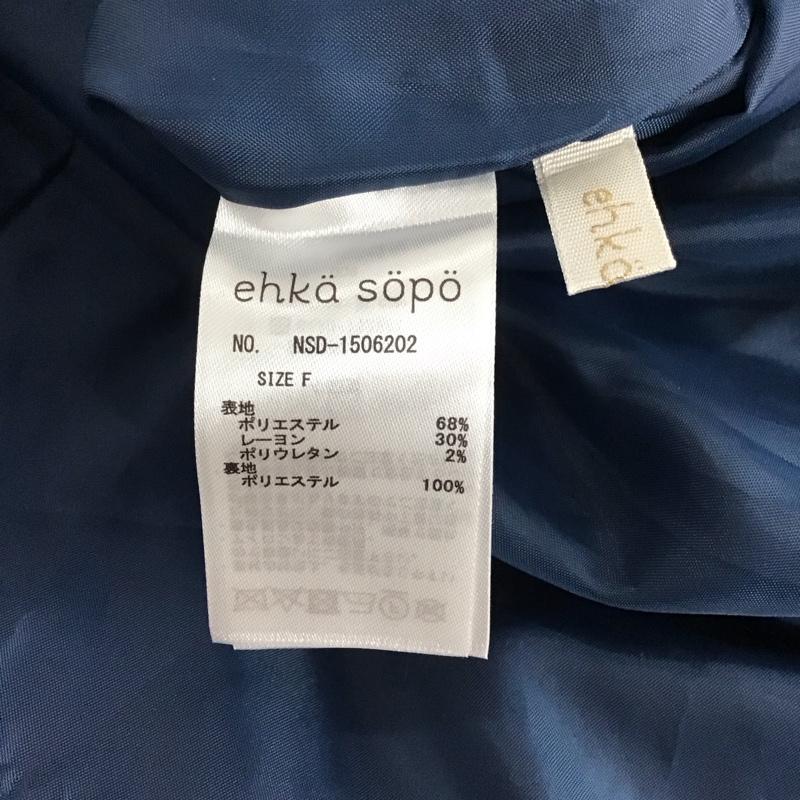 ehkä söpö
NO. NSD-1506202
SIZE F
表地
ポリエステル 68%
レーヨン 30%
ポリウレタン 2%
裏地
ポリエステル 100%
ehkä